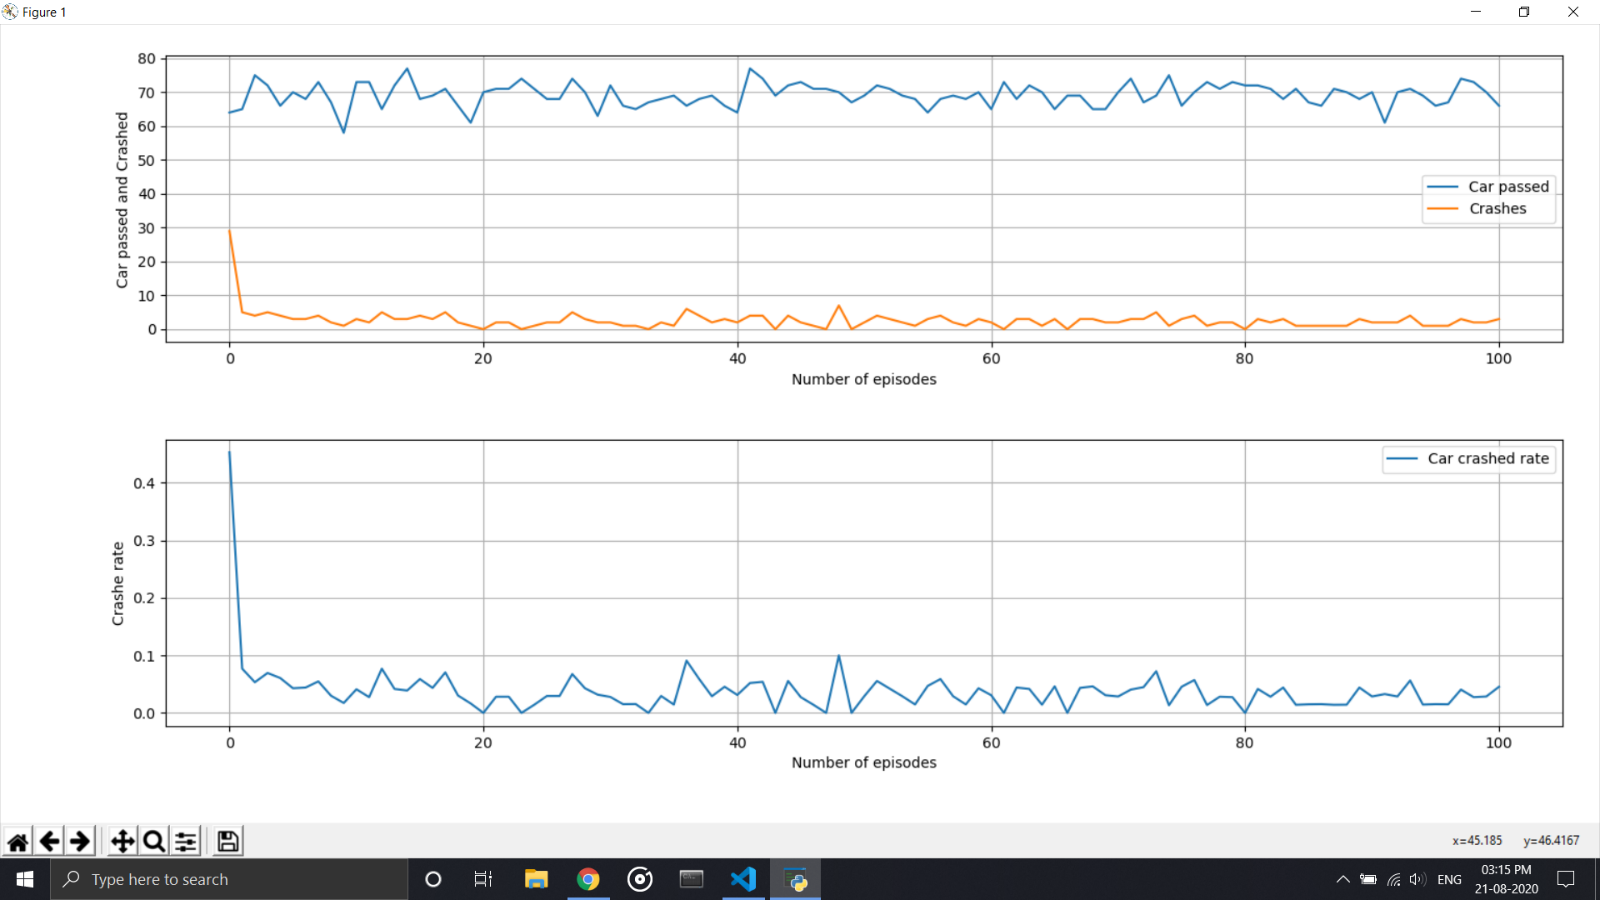 Figure 1
80
70
60
50
40
30
20
10
0
Car passed and Crashed
Car passed
Crashes
0 20 40 60 80 100
Number of episodes
0.4
0.3
0.2
0.1
0.0
Crashe rate
Car crashed rate
0 20 40 60 80 100
Number of episodes
x=45.185 y=46.4167
Type here to search
ENG
03:15 PM
21-08-2020